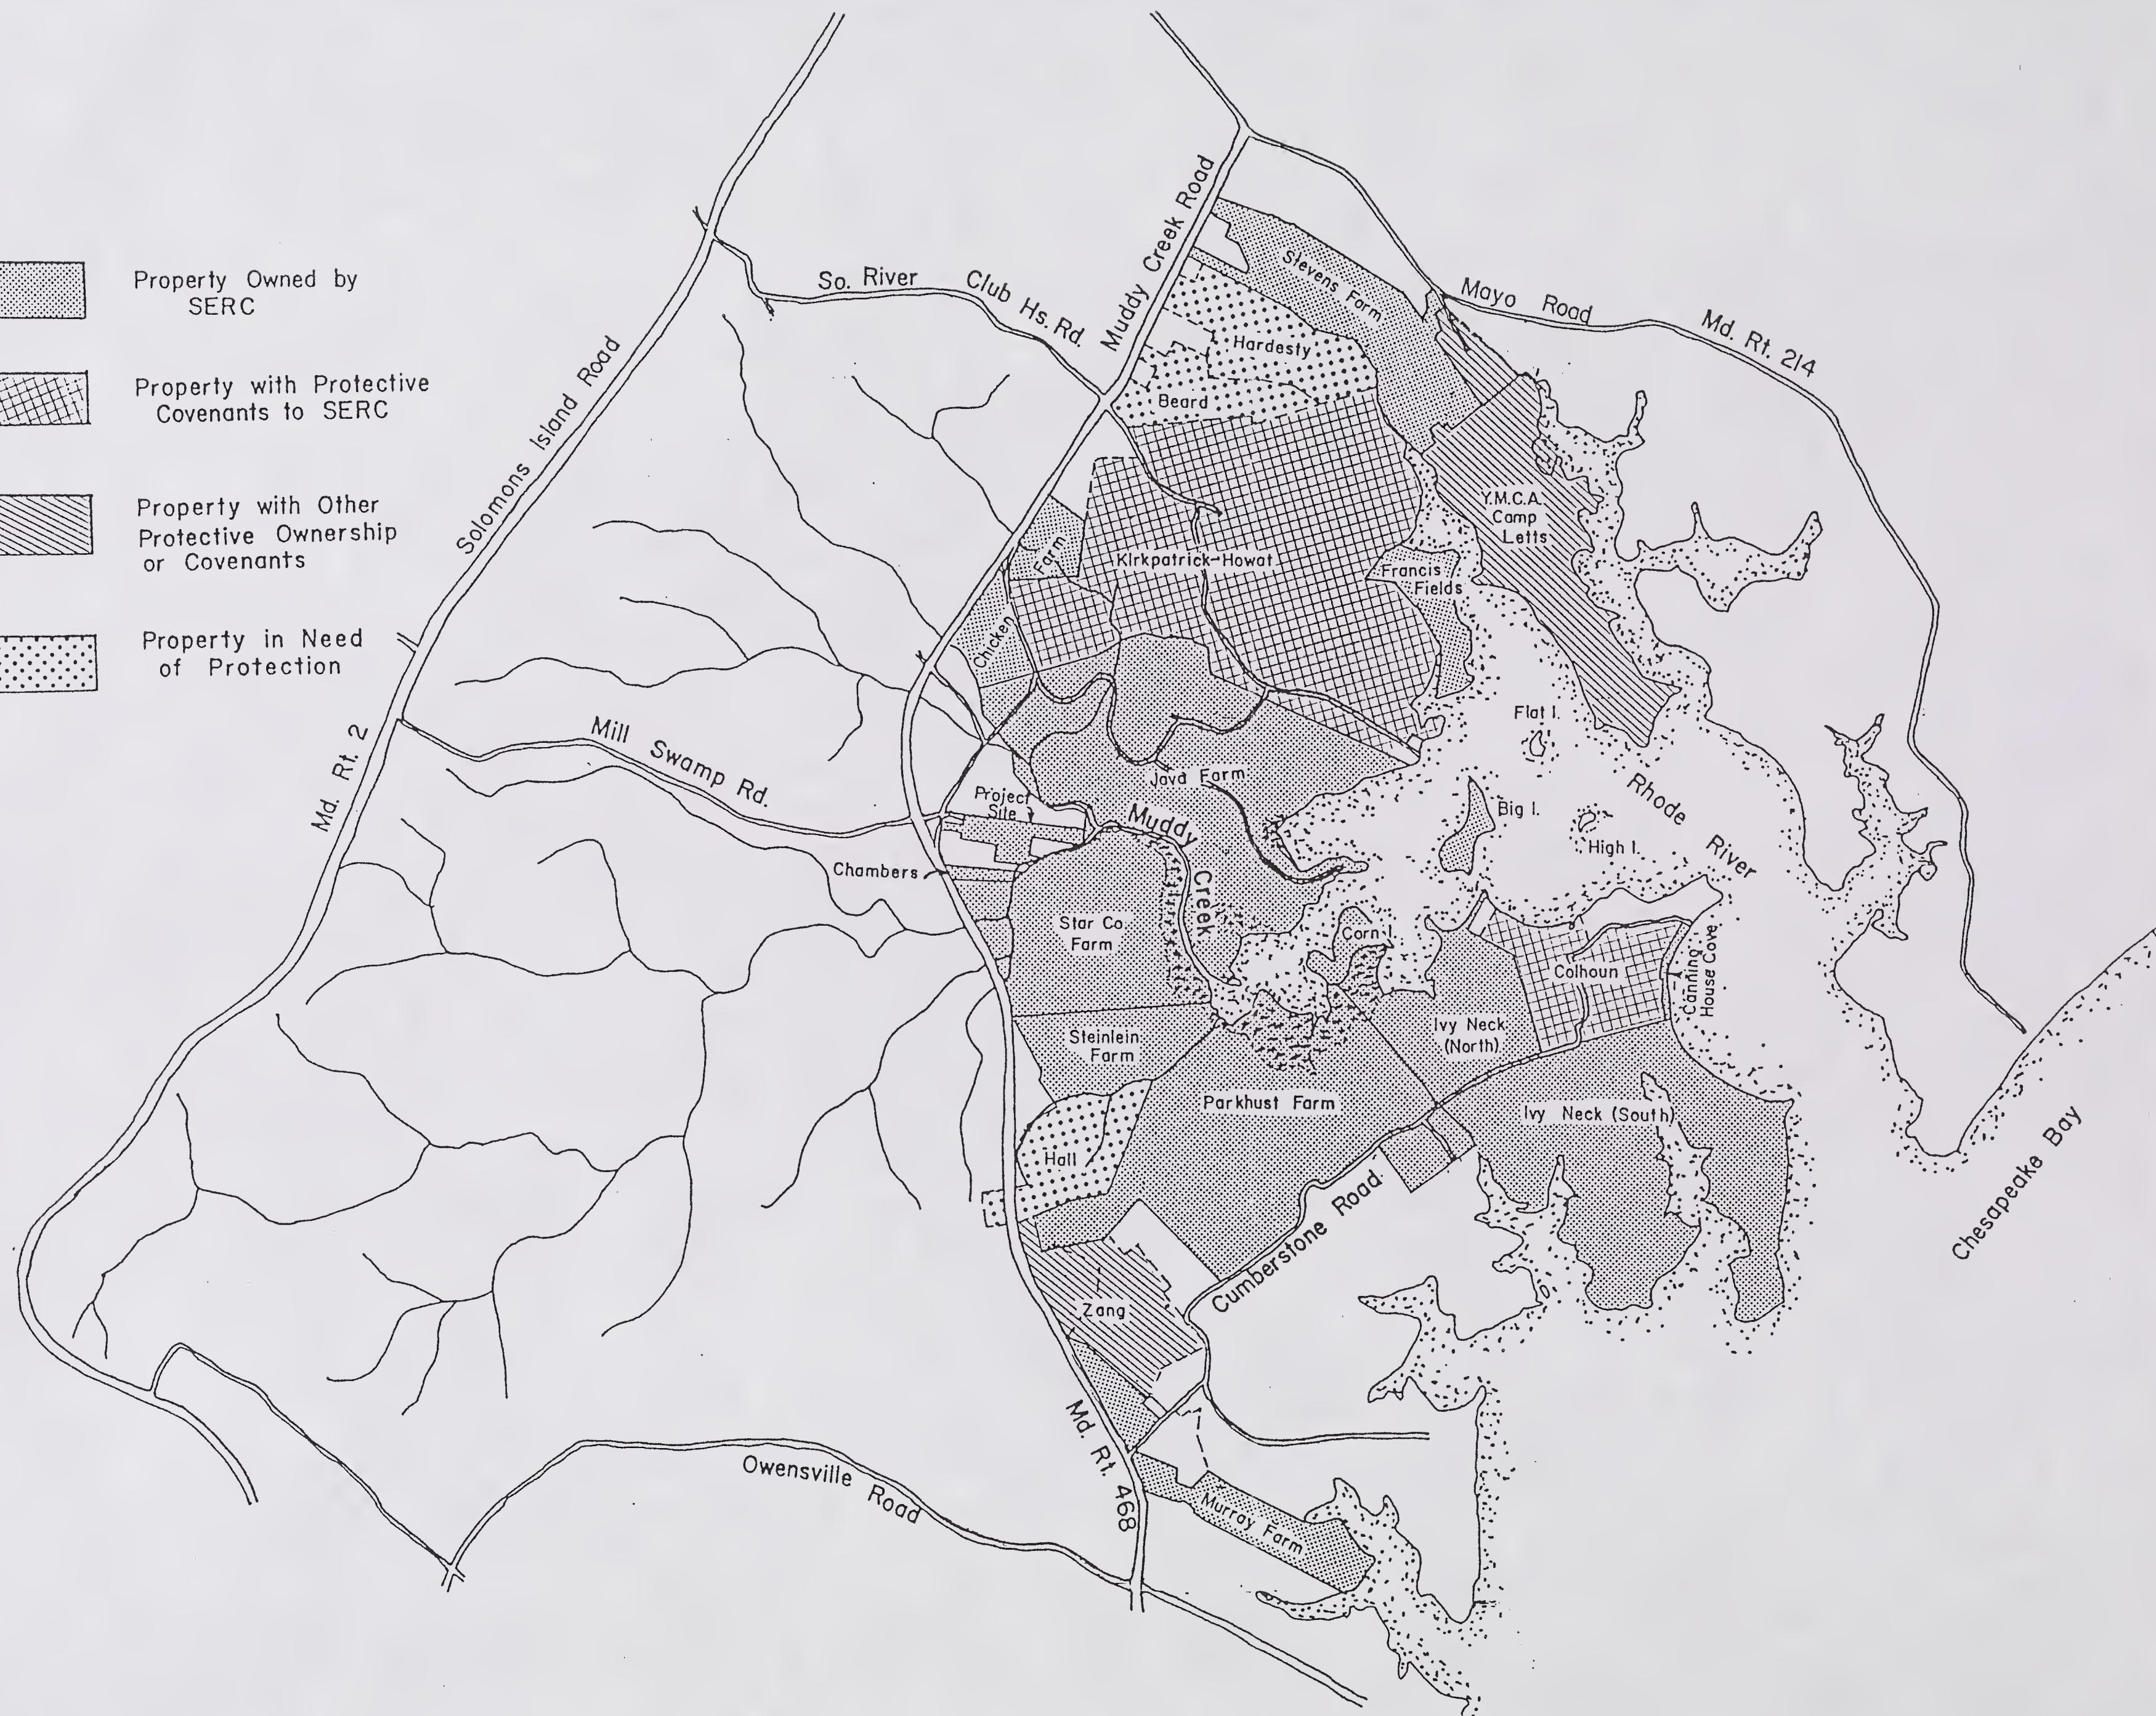 Property Owned by
SERC
Property with Protective
Covenants to SERC
Property with Other
Protective Ownership
or Covenants
Property in Need
of Protection
Solomons Island Road
Md. Rt. 2
So. River Club Hs. Rd.
Muddy Creek Road
Mayo Road
Md. Rt. 214
Stevens Farm
Hardesty
Beard
Y.M.C.A.
Camp
Letts
Kirkpatrick-Howat
Francis
Fields
Chicken Farm
Mill Swamp Rd.
Flat I.
Java Farm
Project
Site
Big I.
High I.
Rhode River
Muddy Creek
Chambers
Star Co.
Farm
Corn I.
Colhoun
Canning
House Cove
Steinlein
Farm
Ivy Neck
(North)
Parkhust Farm
Ivy Neck (South)
Hall
Cumberstone Road
Chesapeake Bay
Zang
Md. Rt. 468
Owensville Road
Murray Farm